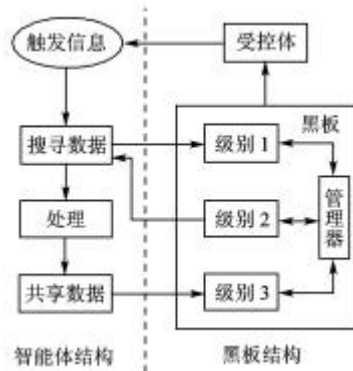 触发信息
受控体
黑板
搜寻数据
级别 1
处理
级别 2
管理器
共享数据
级别 3
智能体结构
黑板结构